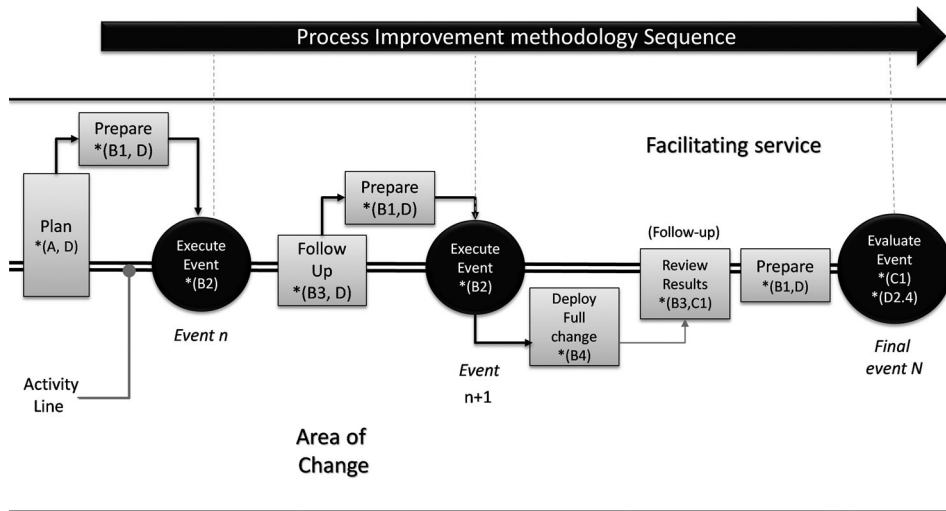 Process Improvement methodology Sequence
Facilitating service
Prepare
*(B1, D)
Plan
*(A, D)
Execute
Event
*(B2)
Event n
Prepare
*(B1,D)
Follow
Up
*(B3, D)
Execute
Event
*(B2)
Event
n+1
Deploy
Full
change
*(B4)
(Follow-up)
Review
Results
*(B3,C1)
Prepare
*(B1,D)
Evaluate
Event
*(C1)
*(D2.4)
Final
event N
Activity
Line
Area of
Change